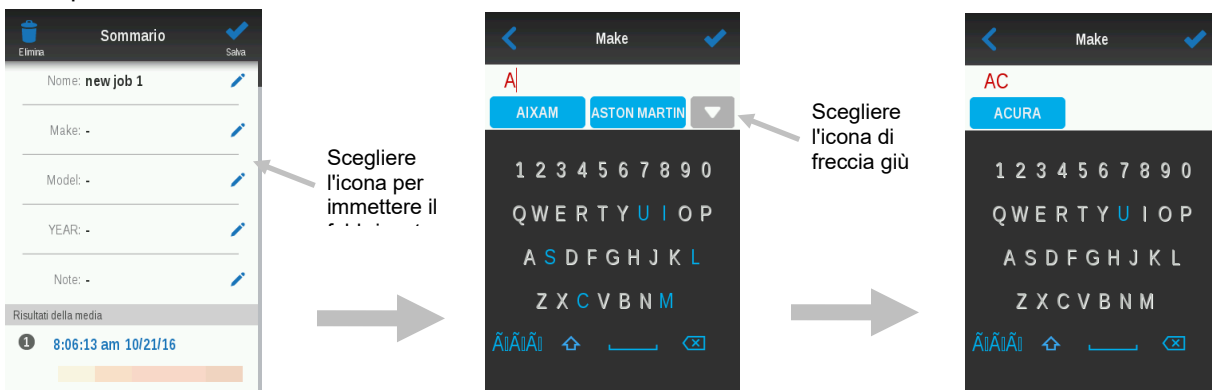 Sommario
Elimina
Salva
Nome: new job 1
Make: -
Model: -
YEAR: -
Note: -
Risultati della media
1 8:06:13 am 10/21/16
Scegliere
l'icona per
immettere il
Make
A
AIXAM ASTON MARTIN
1 2 3 4 5 6 7 8 9 0
Q W E R T Y U I O P
A S D F G H J K L
Z X C V B N M
ÃÃÃ
Scegliere
l'icona di
freccia giù
Make
AC
ACURA
1 2 3 4 5 6 7 8 9 0
Q W E R T Y U I O P
A S D F G H J K L
Z X C V B N M
ÃÃÃ